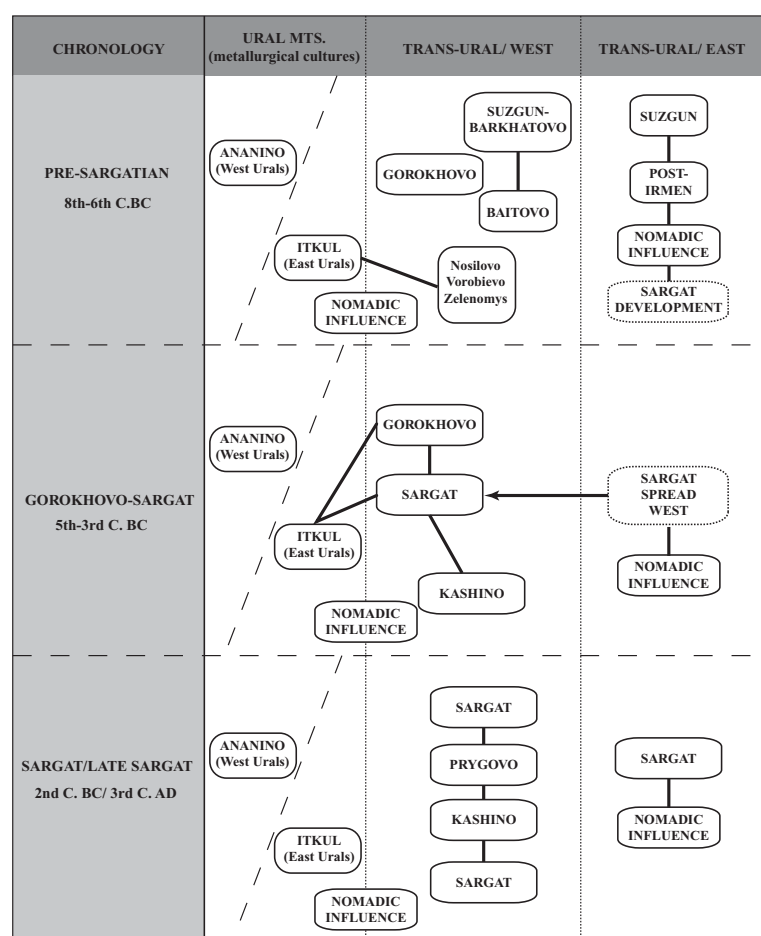 CHRONOLOGY
URAL MTS.
(metallurgical cultures)
TRANS-URAL/ WEST
TRANS-URAL/ EAST
PRE-SARGATIAN
8th-6th C.BC
ANANINO
(West Urals)
ITKUL
(East Urals)
NOMADIC
INFLUENCE
SUZGUN-
BARKHATOVO
GOROKHOVO
BAITOVO
Nosilovo
Vorobievo
Zelenomys
SUZGUN
POST-
IRMEN
NOMADIC
INFLUENCE
SARGAT
DEVELOPMENT
GOROKHOVO-SARGAT
5th-3rd C. BC
ANANINO
(West Urals)
ITKUL
(East Urals)
NOMADIC
INFLUENCE
GOROKHOVO
SARGAT
KASHINO
SARGAT
SPREAD
WEST
NOMADIC
INFLUENCE
SARGAT/LATE SARGAT
2nd C. BC/ 3rd C. AD
ANANINO
(West Urals)
ITKUL
(East Urals)
NOMADIC
INFLUENCE
SARGAT
PRYGOVO
KASHINO
SARGAT
SARGAT
NOMADIC
INFLUENCE